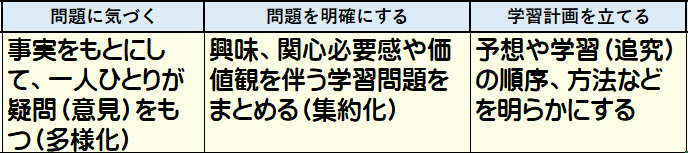 問題に気づく
事実をもとにし
て、一人ひとりが
疑問(意見)をも
つ(多様化)
問題を明確にする
興味、関心必要感や価
値観を伴う学習問題を
まとめる(集約化)
学習計画を立てる
予想や学習(追究)
の順序、方法など
を明らかにする